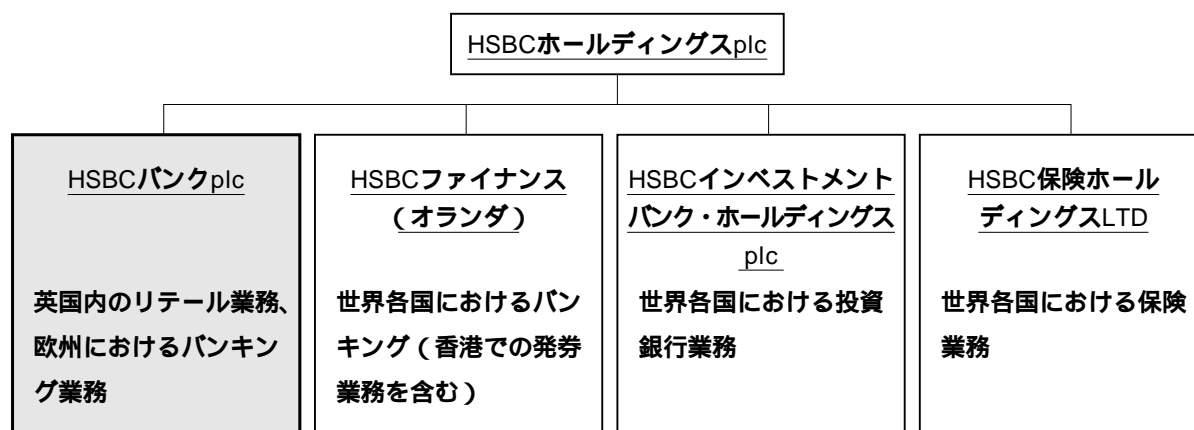 HSBCホールディングスplc
HSBCバンクplc
英国内のリテール業務、
欧州におけるバンキン
グ業務
HSBCファイナンス
（オランダ）
世界各国におけるバン
キング（香港での発券
業務を含む）
HSBCインベストメント
バンク・ホールディングス
plc
世界各国における投資
銀行業務
HSBC保険ホール
ディングスLTD
世界各国における保険
業務